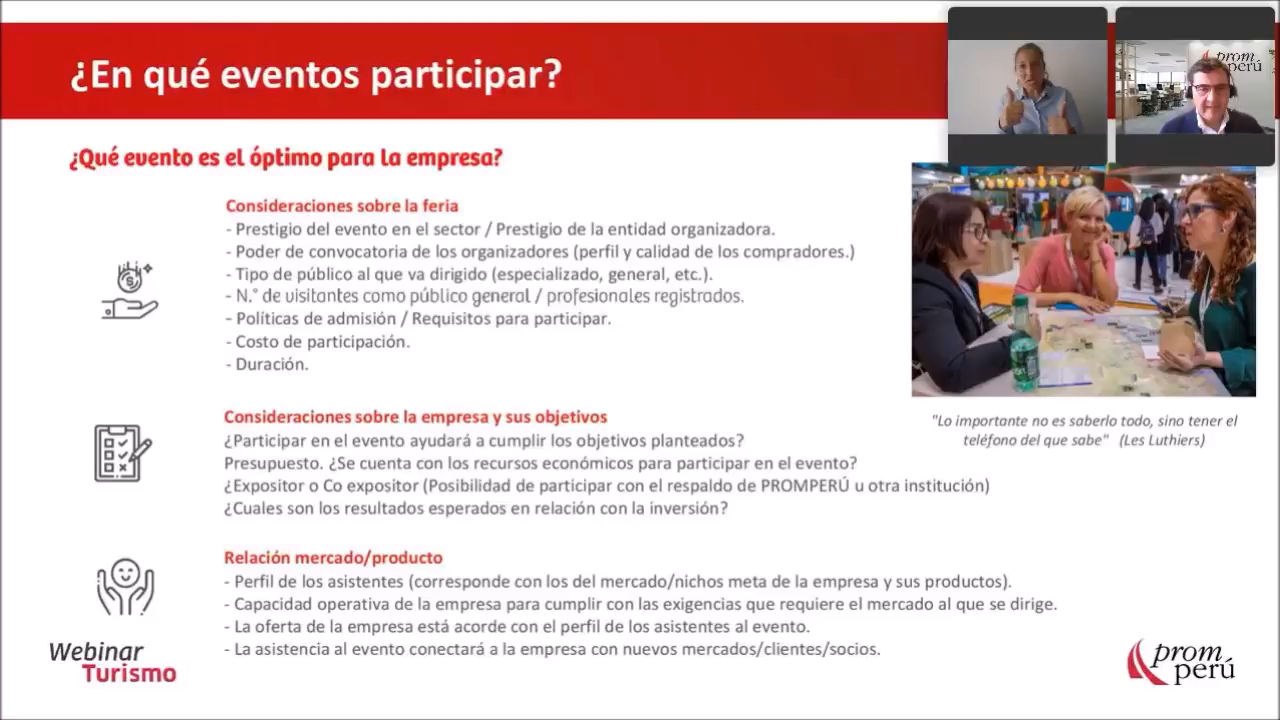 ¿En qué eventos participar?
¿Qué evento es el óptimo para la empresa?
Consideraciones sobre la feria
- Prestigio del evento en el sector / Prestigio de la entidad organizadora.
- Poder de convocatoria de los organizadores (perfil y calidad de los compradores.)
- Tipo de público al que va dirigido (especializado, general, etc.).
- N.° de visitantes como público general / profesionales registrados.
- Políticas de admisión / Requisitos para participar.
- Costo de participación.
- Duración.
Consideraciones sobre la empresa y sus objetivos
¿Participar en el evento ayudará a cumplir los objetivos planteados?
Presupuesto. ¿Se cuenta con los recursos económicos para participar en el evento?
¿Expositor o Co expositor (Posibilidad de participar con el respaldo de PROMPERÚ u otra institución)
¿Cuales son los resultados esperados en relación con la inversión?
Relación mercado/producto
- Perfil de los asistentes (corresponde con los del mercado/nichos meta de la empresa y sus productos).
- Capacidad operativa de la empresa para cumplir con las exigencias que requiere el mercado al que se dirige.
- La oferta de la empresa está acorde con el perfil de los asistentes al evento.
- La asistencia al evento conectará a la empresa con nuevos mercados/clientes/socios.
prom
perú
"Lo importante no es saberlo todo, sino tener el
teléfono del que sabe" (Les Luthiers)
Webinar
Turismo
prom
perú